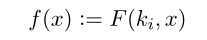 f(x) := F(k_i, x)